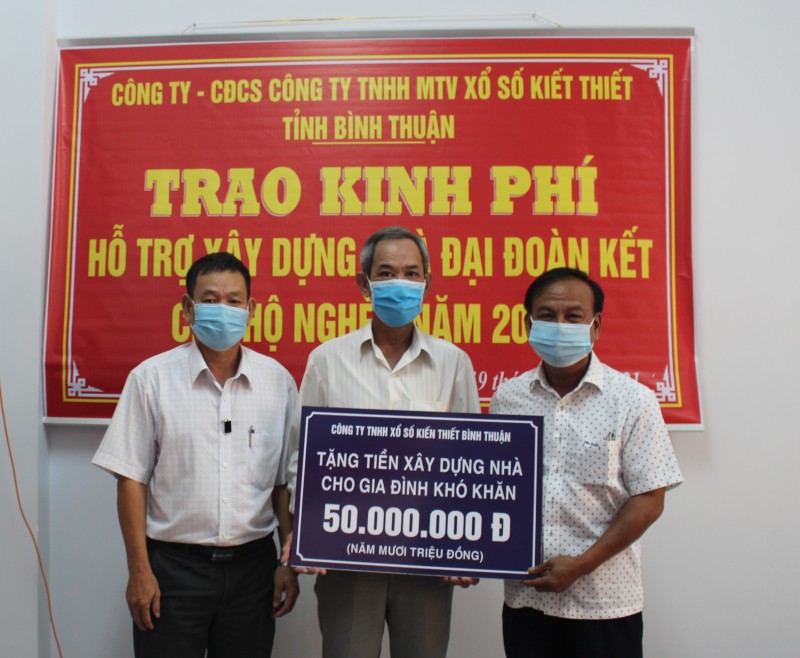 CÔNG TY - CĐCS CÔNG TY TNHH MTV XỔ SỐ KIẾT THIẾT
TỈNH BÌNH THUẬN
TRAO KINH PHÍ
HỖ TRỢ XÂY DỰNG ĐẠI ĐOÀN KẾT
HỘ NĂM
CÔNG TY TNHH XỔ SỐ KIẾN THIẾT BÌNH THUẬN
TẶNG TIỀN XÂY DỰNG NHÀ
CHO GIA ĐÌNH KHÓ KHĂN
50.000.000 Đ
(NĂM MƯƠI TRIỆU ĐỒNG)